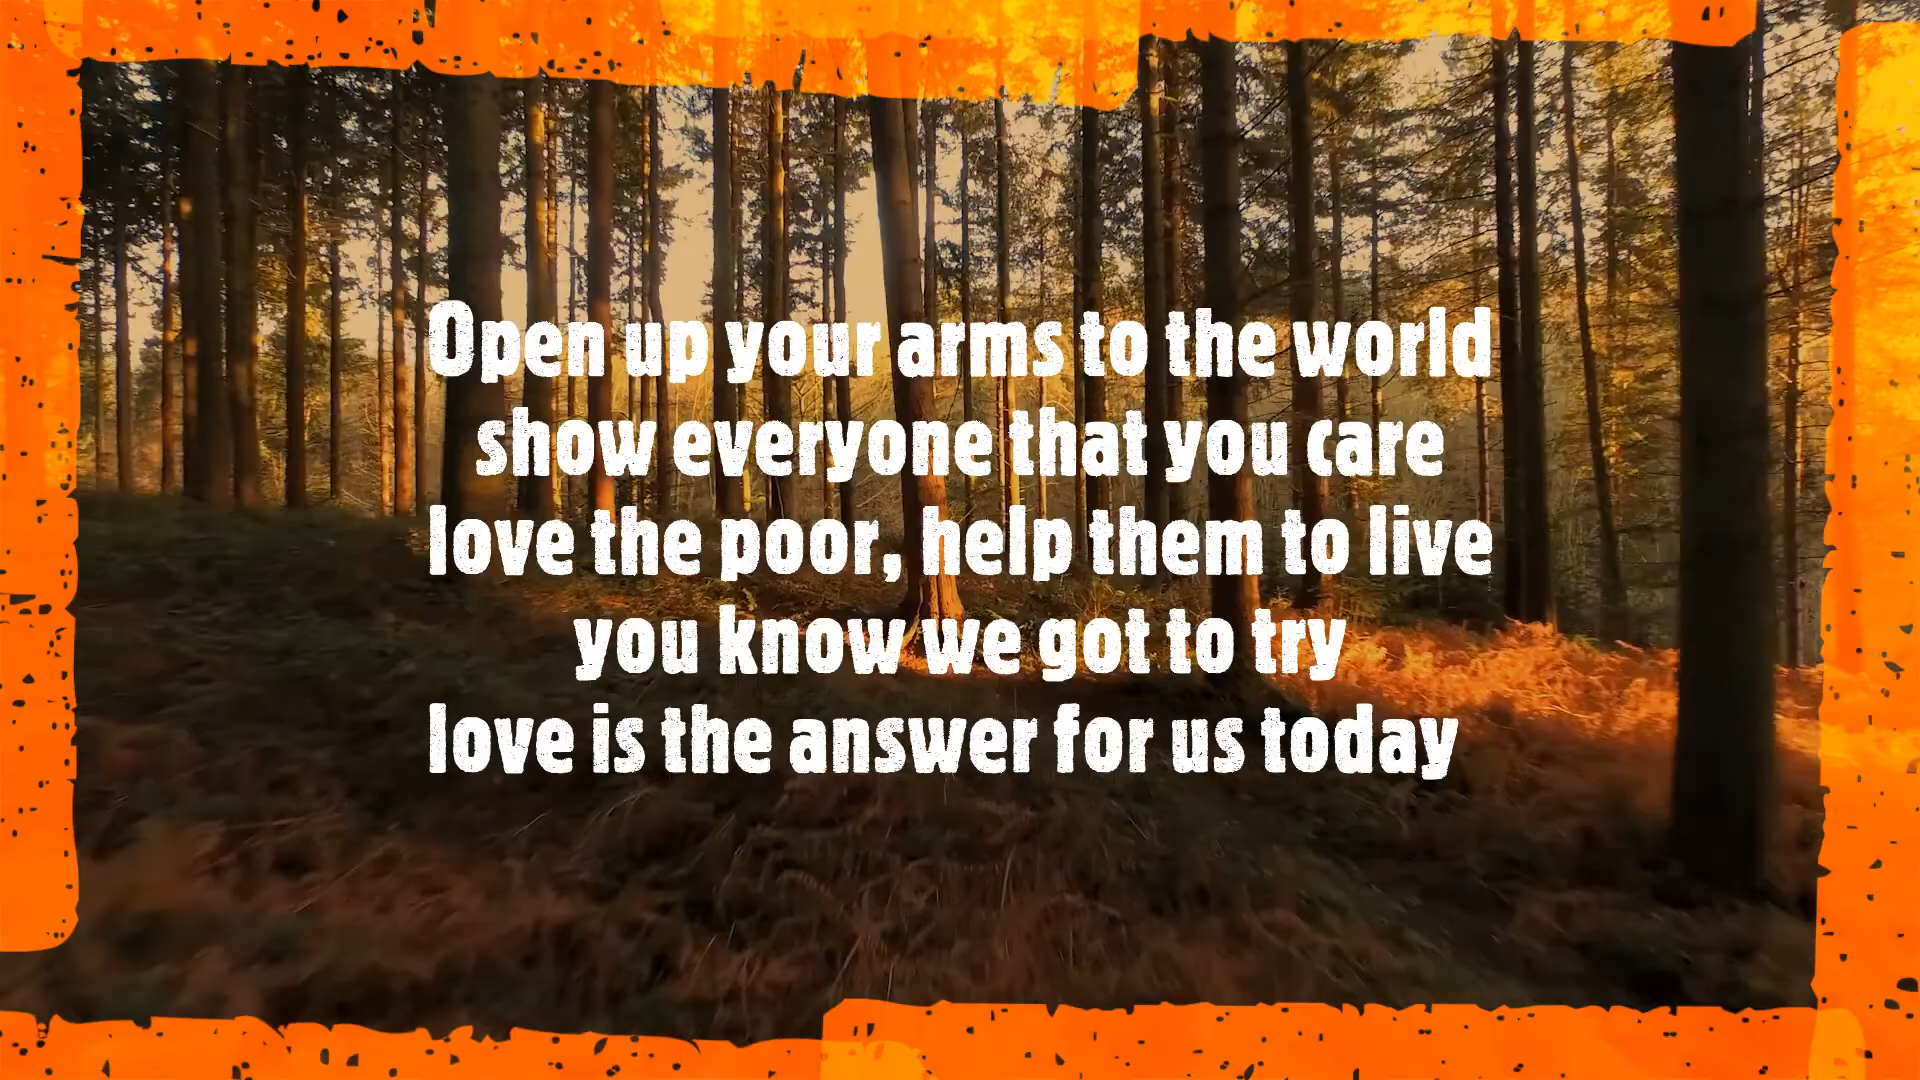 Open up your arms to the world
show everyone that you care
love the poor, help them to live
you know we got to try
love is the answer for us today